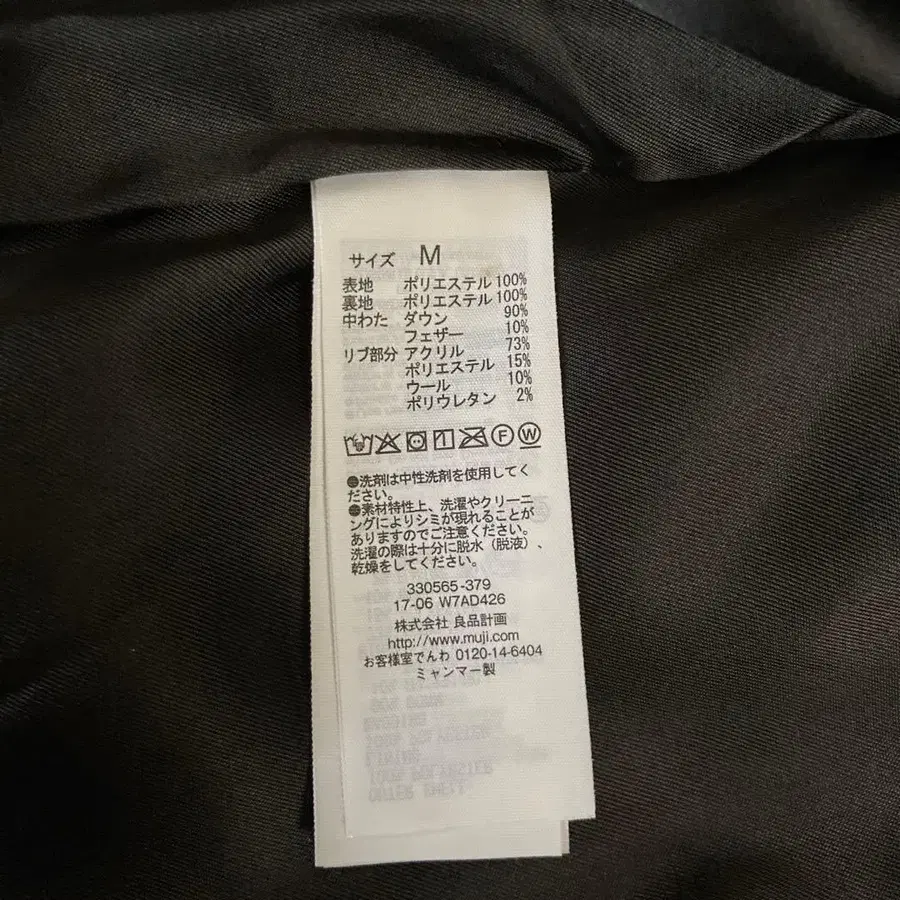 サイズ M
表地 ポリエステル 100%
裏地 ポリエステル 100%
中わた ダウン 90%
フェザー 10%
リブ部分 アクリル 73%
ポリエステル 15%
ウール 10%
ポリウレタン 2%
F W
●洗剤は中性洗剤を使用してく
ださい。
●素材特性上、洗濯やクリーニ
ングによりシミが現れることが
ありますのでご注意ください。
洗濯の際は十分に脱水（脱液）、
乾燥をしてください。
330565-379
17-06 W7AD426
株式会社 良品計画
http://www.muji.com
お客様室でんわ 0120-14-6404
ミャンマー製